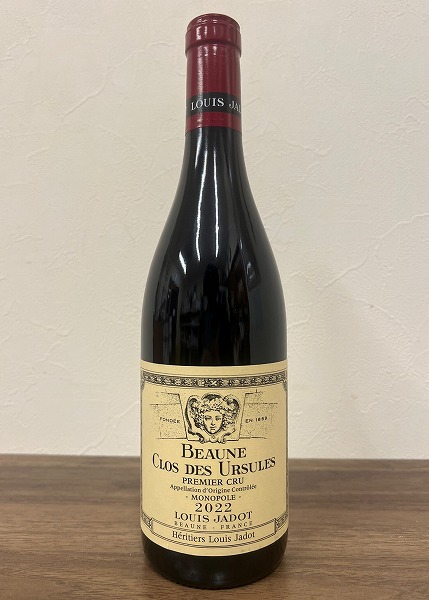 LOUIS JA
FONDÉE EN 1859
BEAUNE
CLOS DES URSULES
PREMIER CRU
Appellation d'Origine Contrôlée
- MONOPOLE -
2022
LOUIS JADOT
BEAUNE - FRANCE
Héritiers Louis Jadot